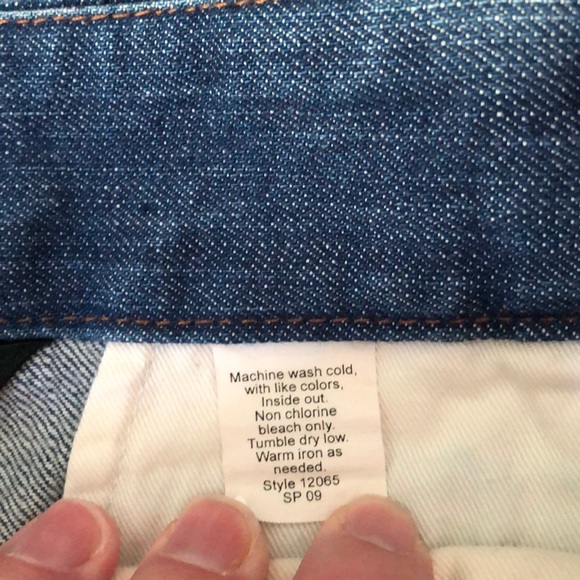 Machine wash cold,
with like colors,
Inside out.
Non chlorine
bleach only.
Tumble dry low.
Warm iron as
needed.
Style 12065
SP 09